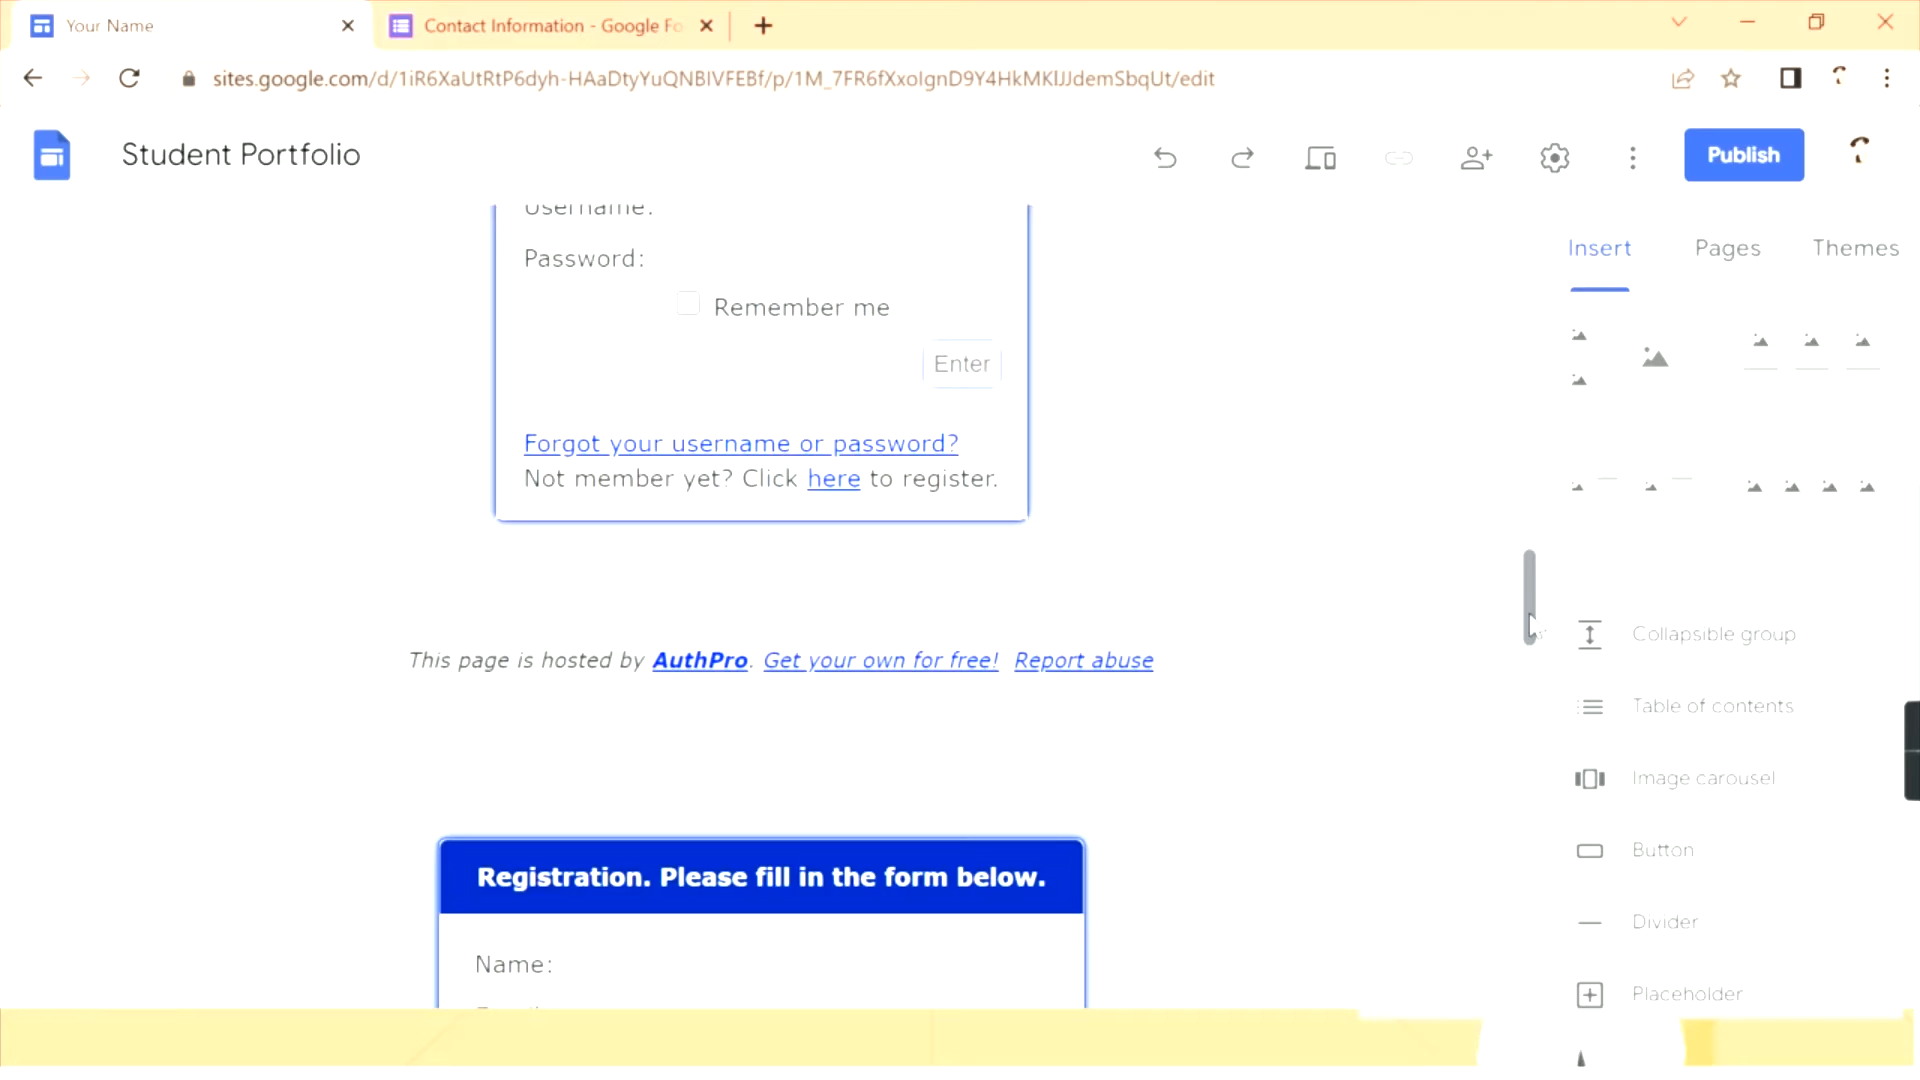 Your Name
Contact Information - Google Fo
sites.google.com/d/1iR6XaUtRtP6dyh-HAaDtyYuQNBIVFEBf/p/1M_7FR6fXxoIgnD9Y4HkMKIJJdemSbqUt/edit
Student Portfolio
Publish
Insert Pages Themes
Username:
Password:
Remember me
Enter
Forgot your username or password?
Not member yet? Click here to register.
This page is hosted by AuthPro. Get your own for free! Report abuse
Registration. Please fill in the form below.
Name:
Collapsible group
Table of contents
Image carousel
Button
Divider
Placeholder